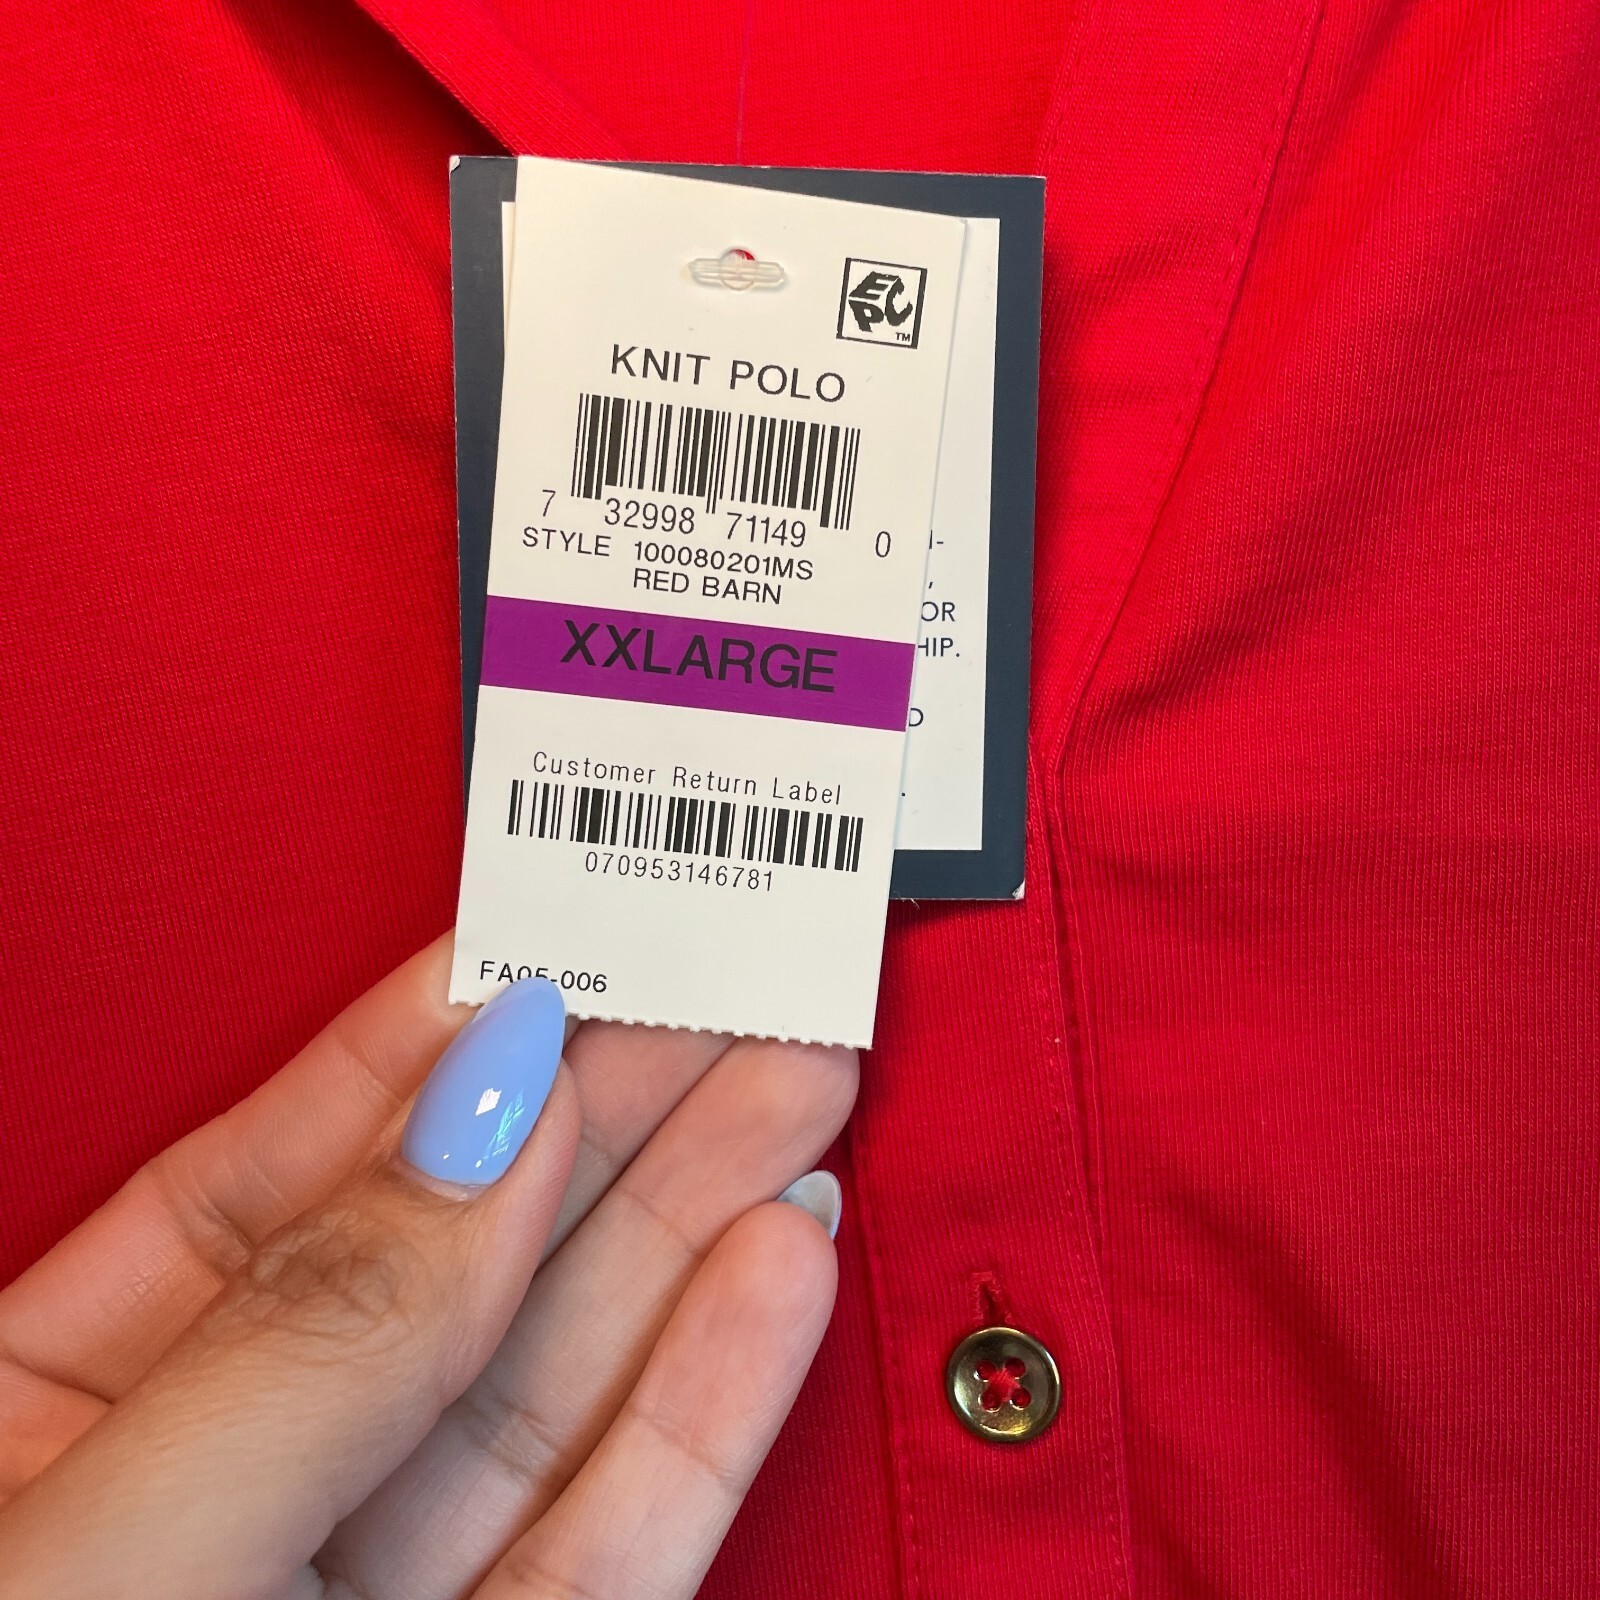 EPC
TM
KNIT POLO
7 32998 71149 0
STYLE 100080201MS
RED BARN
XXLARGE
Customer Return Label
070953146781
FA05-006
OR
HIP.